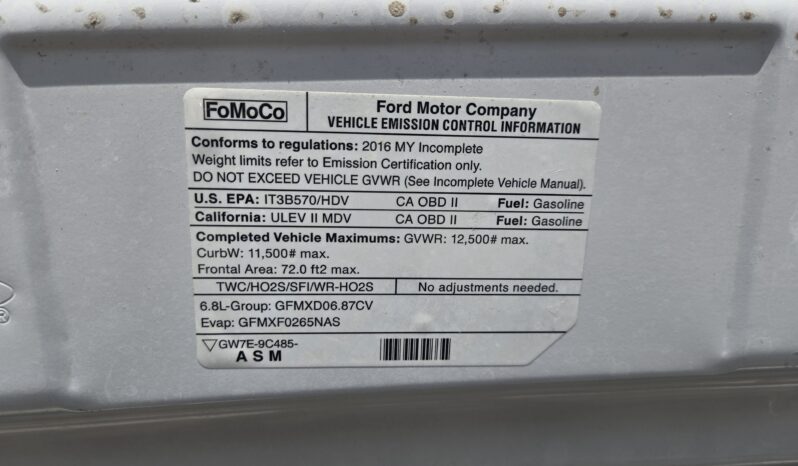 FoMoCo
Ford Motor Company
VEHICLE EMISSION CONTROL INFORMATION
Conforms to regulations: 2016 MY Incomplete
Weight limits refer to Emission Certification only.
DO NOT EXCEED VEHICLE GVWR (See Incomplete Vehicle Manual).
U.S. EPA: IT3B570/HDV CA OBD II Fuel: Gasoline
California: ULEV II MDV CA OBD II Fuel: Gasoline
Completed Vehicle Maximums: GVWR: 12,500# max.
CurbW: 11,500# max.
Frontal Area: 72.0 ft2 max.
TWC/HO2S/SFI/WR-HO2S No adjustments needed.
6.8L-Group: GFMXD06.87CV
Evap: GFMXF0265NAS
GW7E-9C485-
ASM
®